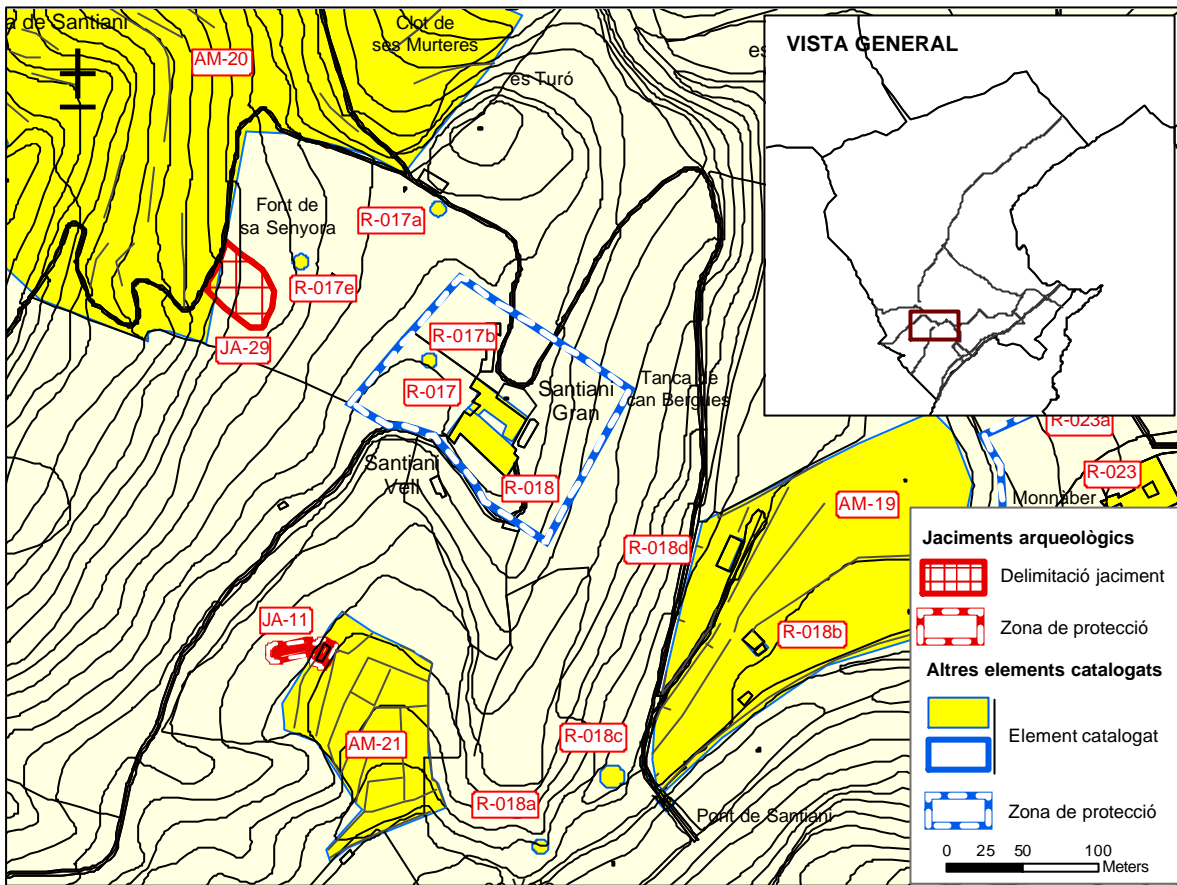 a de Santiani
AM-20
Clot de
ses Murteres
es Turó
es
VISTA GENERAL
Font de
sa Senyora
R-017a
R-017e
JA-29
R-017b
R-017
Santiani
Gran
Tanca de
can Bergues
Santiani
Vell
R-018
R-023a
R-023
Monnàber
AM-19
R-018d
R-018b
JA-11
AM-21
R-018c
R-018a
Pont de Santiani
Jaciments arqueològics
Delimitació jaciment
Zona de protecció
Altres elements catalogats
Element catalogat
Zona de protecció
0 25 50 100
Meters